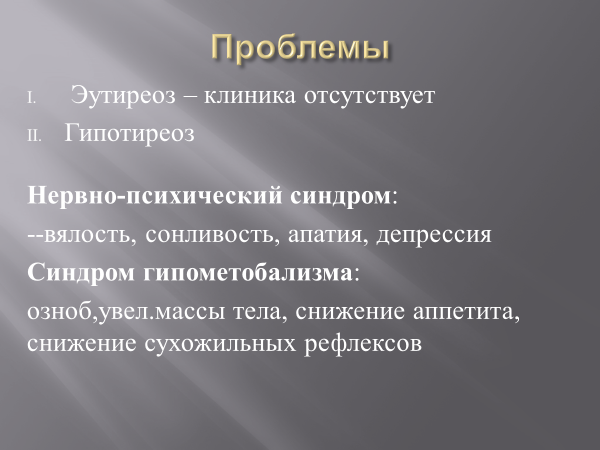 Проблемы
I. Эутиреоз – клиника отсутствует
II. Гипотиреоз
Нервно-психический синдром:
--вялость, сонливость, апатия, депрессия
Синдром гипометобализма:
озноб,увел.массы тела, снижение аппетита,
снижение сухожильных рефлексов